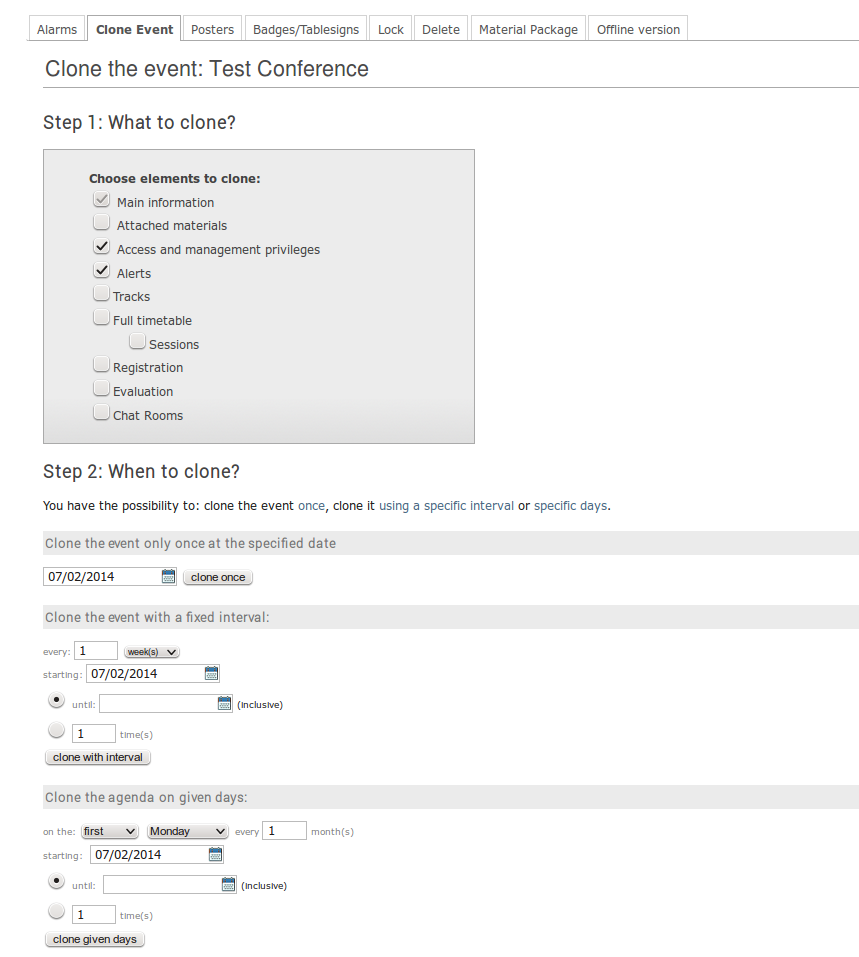 Alarms Clone Event Posters Badges/Tablesigns Lock Delete Material Package Offline version
Clone the event: Test Conference
Step 1: What to clone?
Choose elements to clone:
Main information
Attached materials
Access and management privileges
Alerts
Tracks
Full timetable
Sessions
Registration
Evaluation
Chat Rooms
Step 2: When to clone?
You have the possibility to: clone the event once, clone it using a specific interval or specific days.
Clone the event only once at the specified date
07/02/2014 clone once
Clone the event with a fixed interval:
every: 1 week(s)
starting: 07/02/2014
until: (inclusive)
1 time(s)
clone with interval
Clone the agenda on given days:
on the: first Monday every 1 month(s)
starting: 07/02/2014
until: (inclusive)
1 time(s)
clone given days